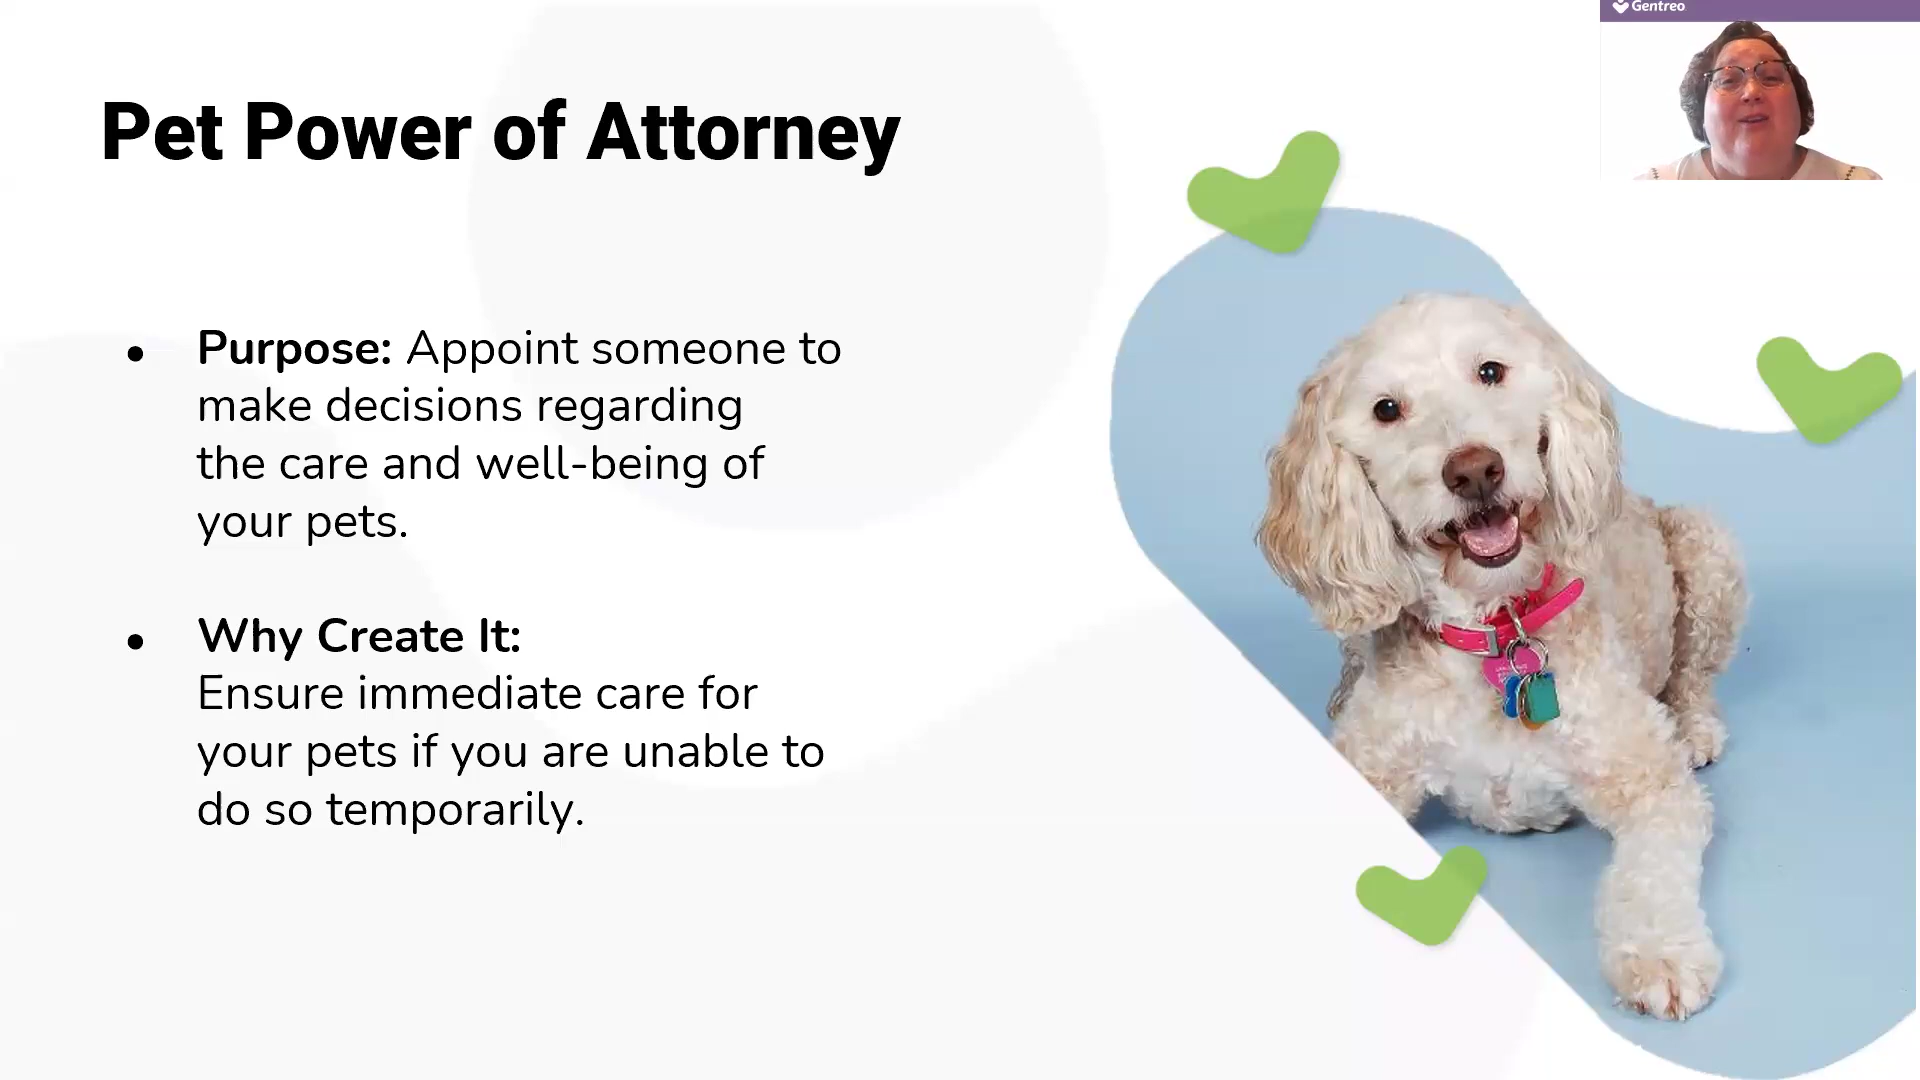 Gentreo
Pet Power of Attorney
● Purpose: Appoint someone to
make decisions regarding
the care and well-being of
your pets.
● Why Create It:
Ensure immediate care for
your pets if you are unable to
do so temporarily.